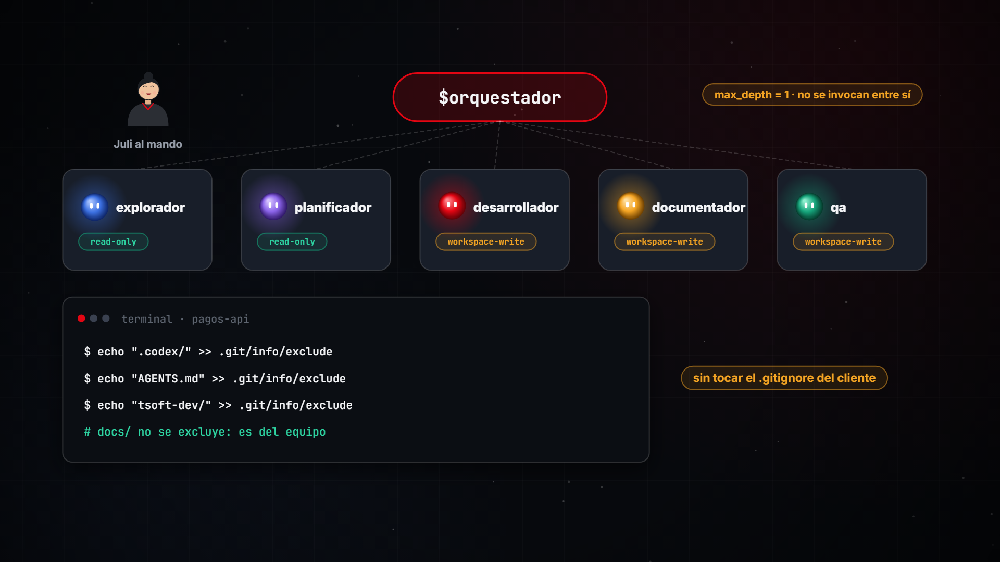 $orquestador
max_depth = 1 · no se invocan entre sí
Juli al mando
explorador
read-only
planificador
read-only
desarrollador
workspace-write
documentador
workspace-write
qa
workspace-write
terminal · pagos-api
$ echo ".codex/" >> .git/info/exclude
$ echo "AGENTS.md" >> .git/info/exclude
$ echo "tsoft-dev/" >> .git/info/exclude
# docs/ no se excluye: es del equipo
sin tocar el .gitignore del cliente